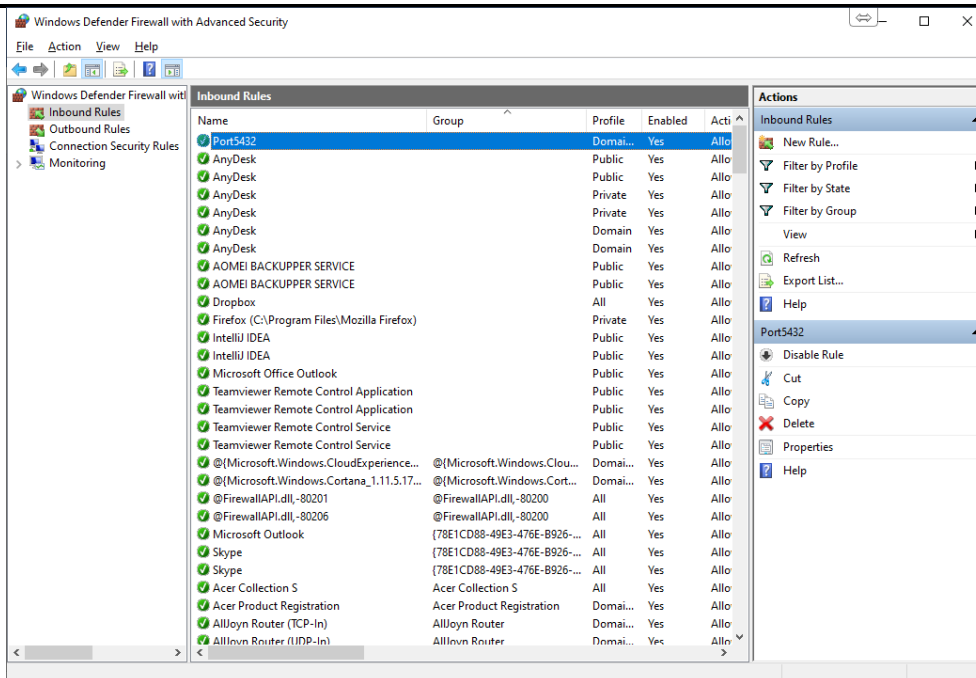 Windows Defender Firewall with Advanced Security
File Action View Help
Windows Defender Firewall wit
Inbound Rules
Outbound Rules
Connection Security Rules
Monitoring
Inbound Rules
Name Group Profile Enabled Acti
Port5432 Domai... Yes Allo
AnyDesk Public Yes Allo
AnyDesk Public Yes Allo
AnyDesk Private Yes Allo
AnyDesk Private Yes Allo
AnyDesk Domain Yes Allo
AnyDesk Domain Yes Allo
AOMEI BACKUPPER SERVICE Public Yes Allo
AOMEI BACKUPPER SERVICE Public Yes Allo
Dropbox All Yes Allo
Firefox (C:\Program Files\Mozilla Firefox) Private Yes Allo
IntelliJ IDEA Public Yes Allo
IntelliJ IDEA Public Yes Allo
Microsoft Office Outlook Public Yes Allo
Teamviewer Remote Control Application Public Yes Allo
Teamviewer Remote Control Application Public Yes Allo
Teamviewer Remote Control Service Public Yes Allo
Teamviewer Remote Control Service Public Yes Allo
@{Microsoft.Windows.CloudExperience... @{Microsoft.Windows.Clou... Domai... Yes Allo
@{Microsoft.Windows.Cortana_1.11.5.17... @{Microsoft.Windows.Cort... Domai... Yes Allo
@FirewallAPI.dll,-80201 @FirewallAPI.dll,-80200 All Yes Allo
@FirewallAPI.dll,-80206 @FirewallAPI.dll,-80200 All Yes Allo
Microsoft Outlook {78E1CD88-49E3-476E-B926-... All Yes Allo
Skype {78E1CD88-49E3-476E-B926-... All Yes Allo
Skype {78E1CD88-49E3-476E-B926-... All Yes Allo
Acer Collection S Acer Collection S All Yes Allo
Acer Product Registration Acer Product Registration Domai... Yes Allo
AllJoyn Router (TCP-In) AllJoyn Router Domai... Yes Allo
AllJoyn Router (UDP-In) AllJoyn Router Domai... Yes Allo
Actions
Inbound Rules
New Rule...
Filter by Profile
Filter by State
Filter by Group
View
Refresh
Export List...
Help
Port5432
Disable Rule
Cut
Copy
Delete
Properties
Help